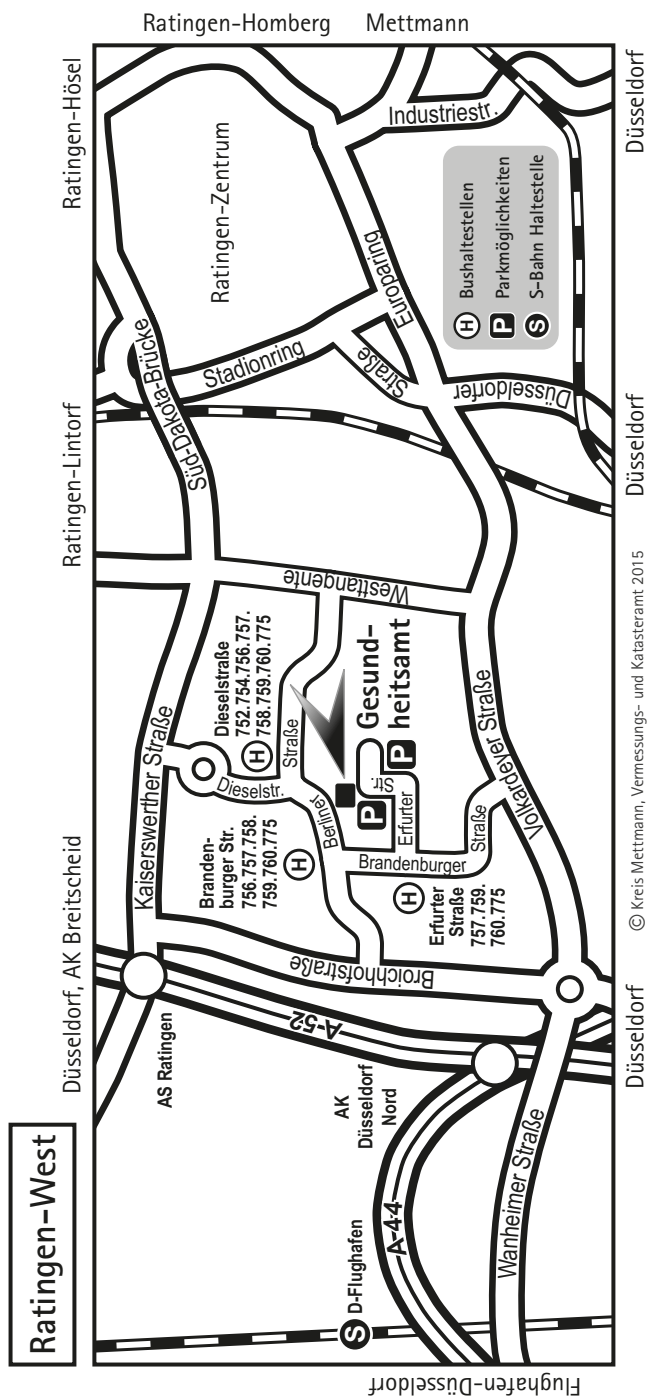 Ratingen-West
Düsseldorf, AK Breitscheid
Ratingen-Lintorf
Ratingen-Hösel
Ratingen-Homberg
Mettmann
Flughafen-Düsseldorf
Kaiserswerther Straße
Süd-Dakota-Brücke
Ratingen-Zentrum
Stadionring
Europaring
Industriestr.
Straße
Düsseldorfer
Westtangente
AS Ratingen
A-52
Broichhofstraße
Branden-
burger Str.
756.757.758.
759.760.775
H
Dieselstr.
Dieselstraße
752.754.756.757.
758.759.760.775
H
Berliner
Straße
Gesund-
heitsamt
P
P
Erfurter
Str.
Brandenburger
Straße
H
Erfurter
Straße
757.759.
760.775
Volkardeyer Straße
AK
Düsseldorf
Nord
A-44
S D-Flughafen
Wanheimer Straße
H Bushaltestellen
P Parkmöglichkeiten
S S-Bahn Haltestelle
Düsseldorf
© Kreis Mettmann, Vermessungs- und Katasteramt 2015
Düsseldorf
Düsseldorf